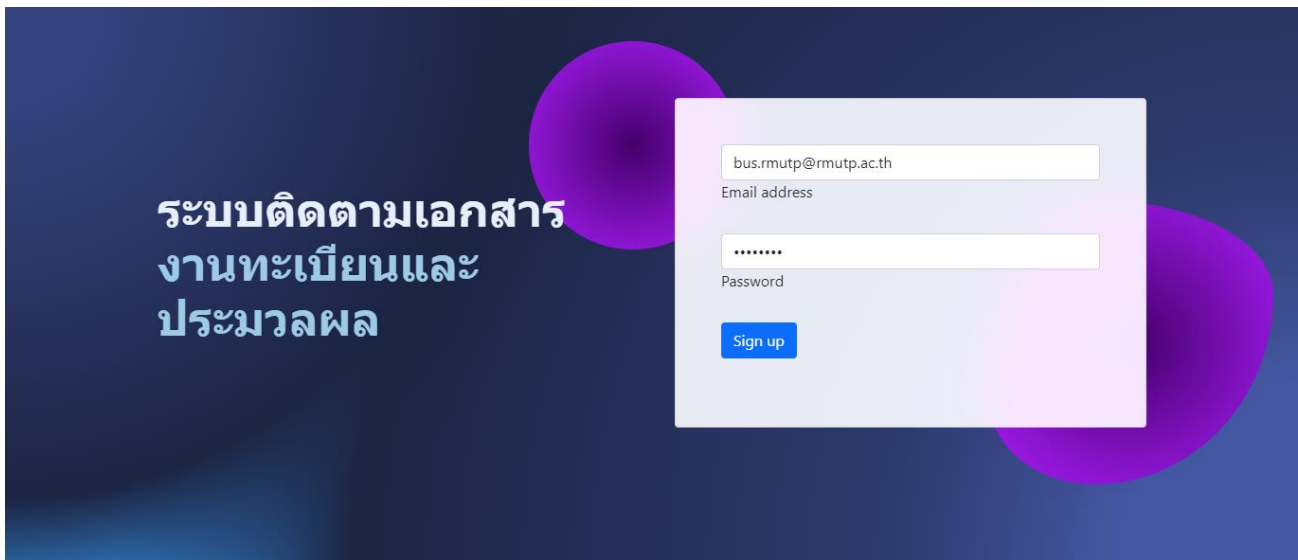 ระบบติดตามเอกสาร
งานทะเบียนและ
ประมวลผล
bus.rmutp@rmutp.ac.th
Email address
••••••••
Password
Sign up